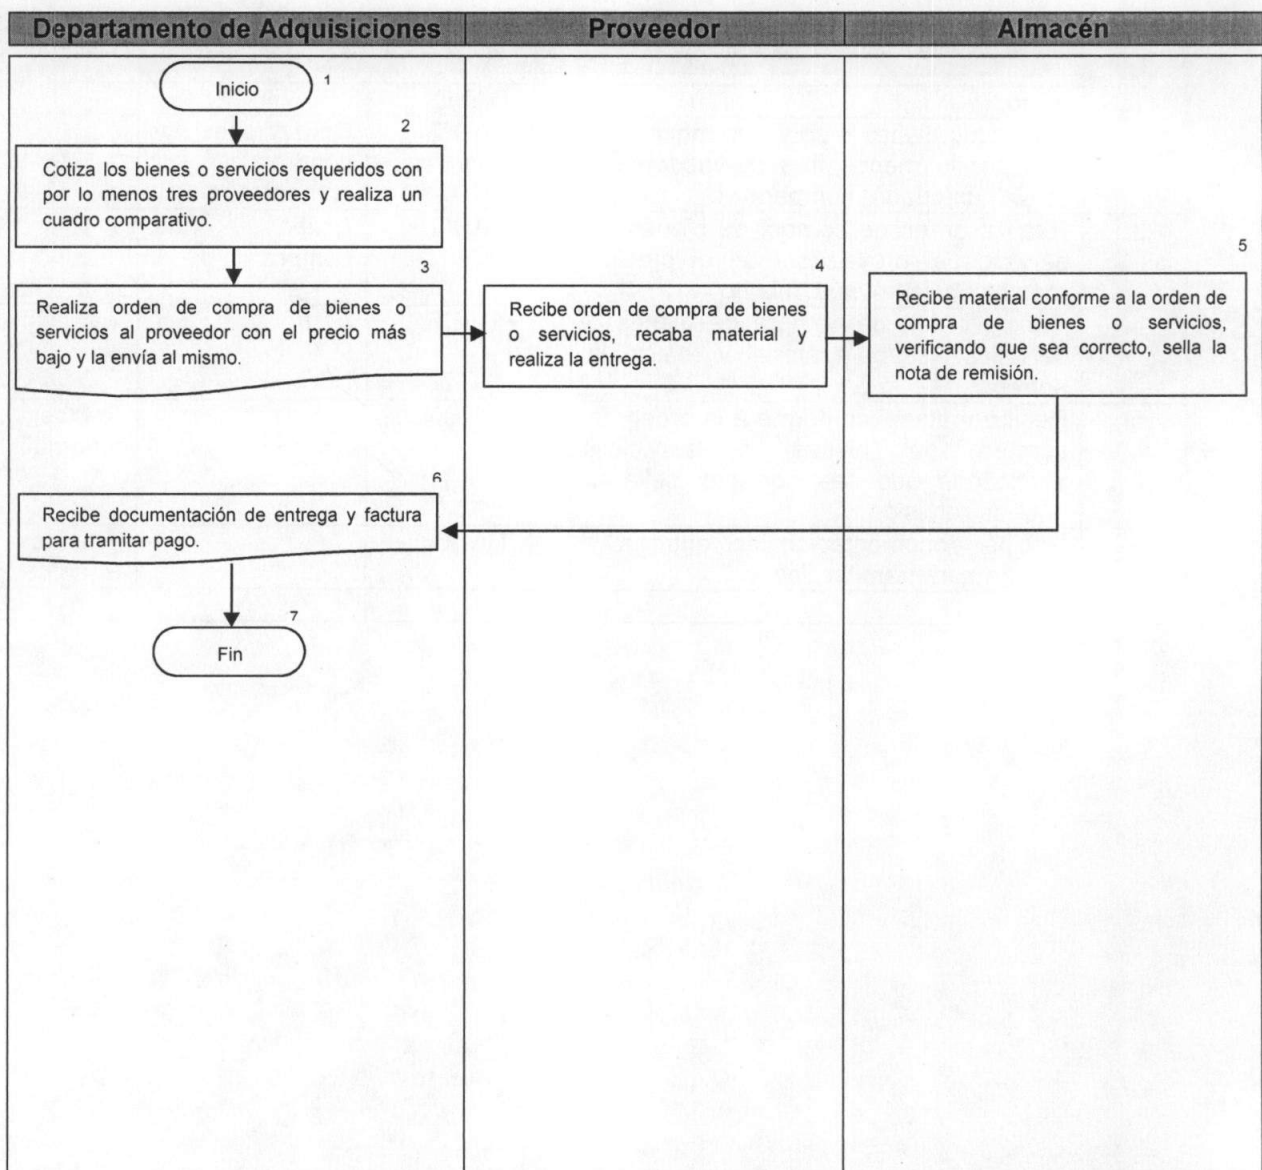 Departamento de Adquisiciones
Proveedor
Almacén
Inicio
1
2
Cotiza los bienes o servicios requeridos con
por lo menos tres proveedores y realiza un
cuadro comparativo.
3
Realiza orden de compra de bienes o
servicios al proveedor con el precio más
bajo y la envía al mismo.
4
Recibe orden de compra de bienes
o servicios, recaba material y
realiza la entrega.
5
Recibe material conforme a la orden de
compra de bienes o servicios,
verificando que sea correcto, sella la
nota de remisión.
6
Recibe documentación de entrega y factura
para tramitar pago.
7
Fin